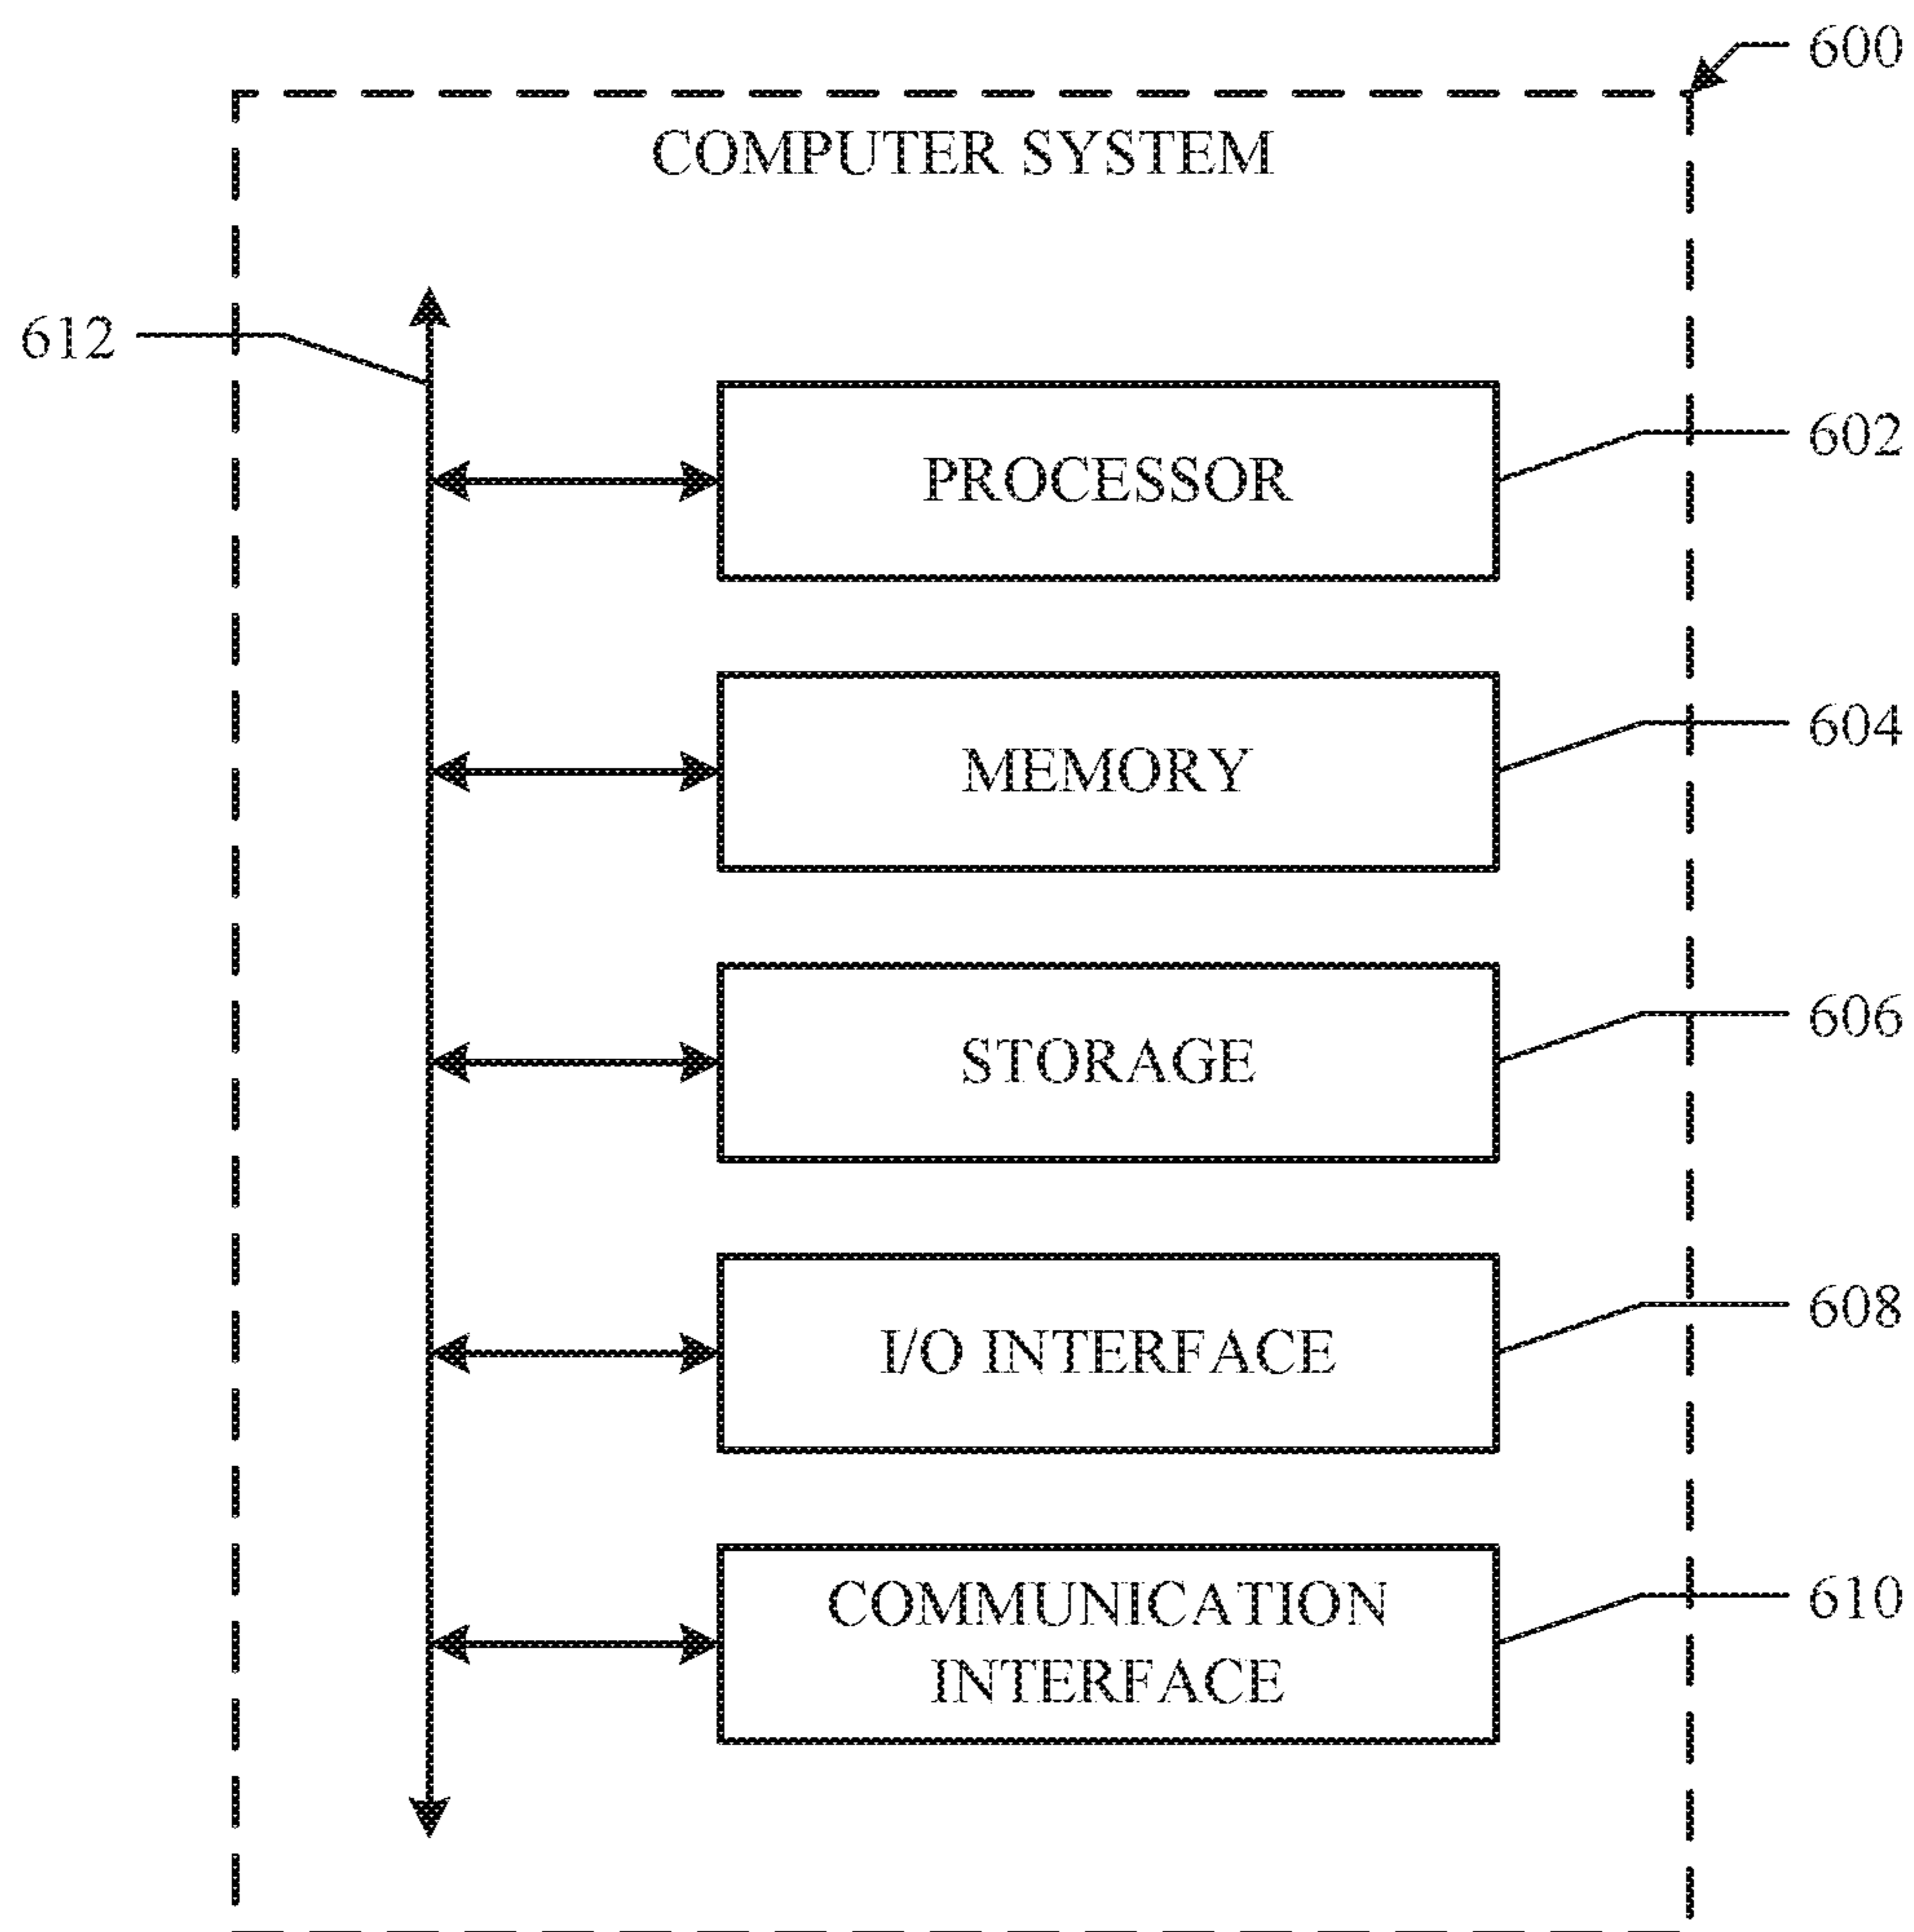 600
COMPUTER SYSTEM
612
602
PROCESSOR
604
MEMORY
606
STORAGE
608
I/O INTERFACE
610
COMMUNICATION
INTERFACE